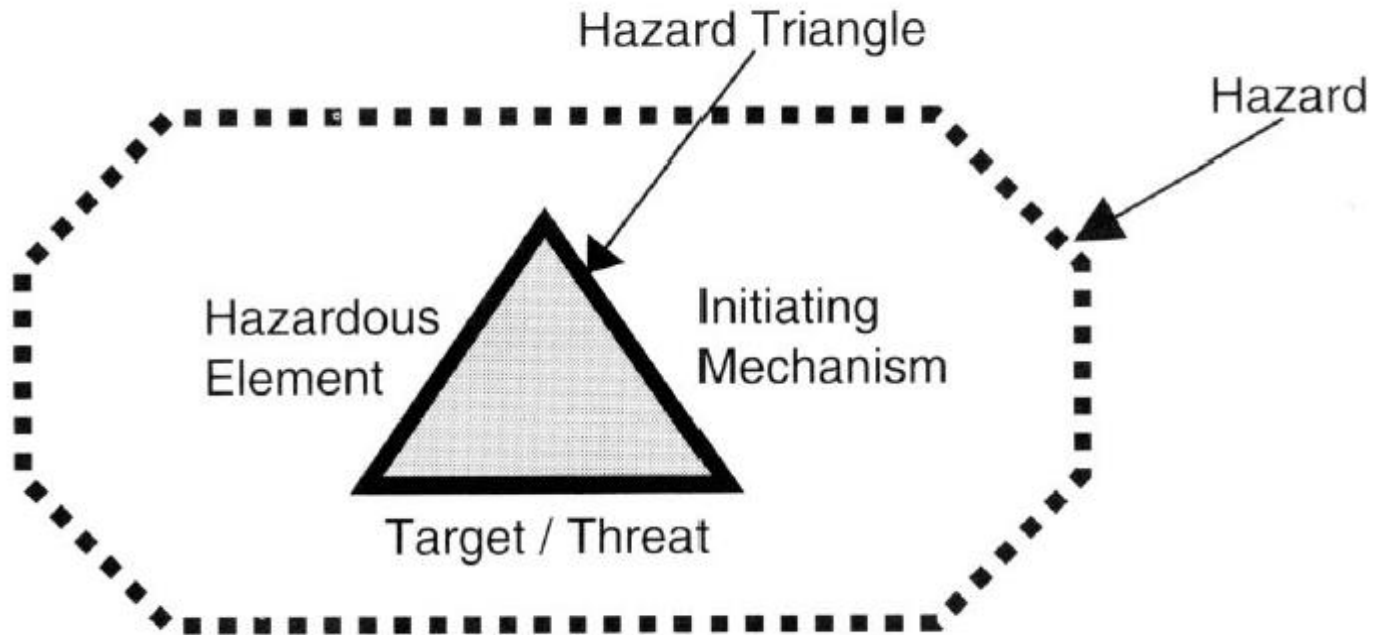 Hazard Triangle
Hazard
Hazardous
Element
Initiating
Mechanism
Target / Threat